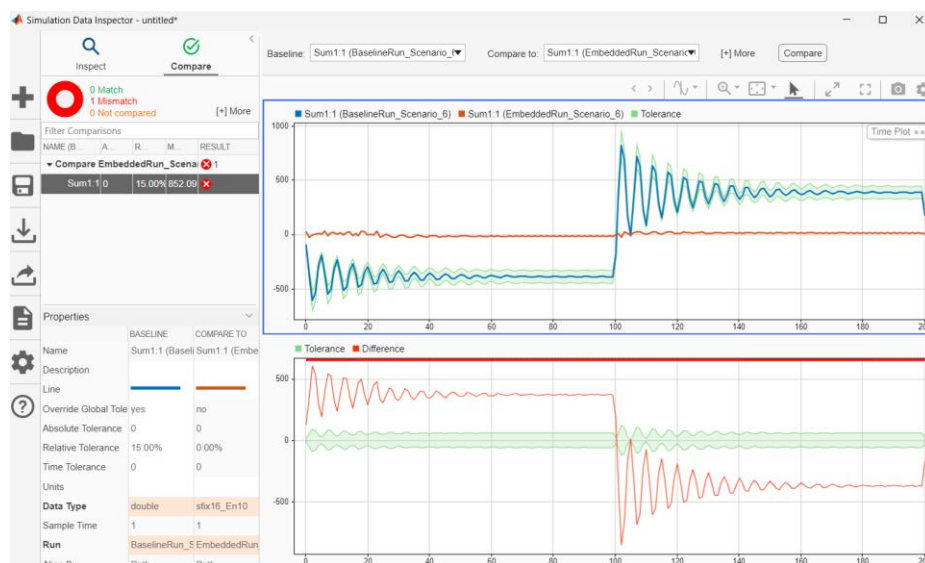 Simulation Data Inspector - untitled*
Inspect
Compare
0 Match
1 Mismatch
0 Not compared
[+] More
Filter Comparisons
NAME (B... A... R... M... RESULT
Compare EmbeddedRun_Scena 1
Sum1:1 0 15.00% 852.09
Properties
BASELINE COMPARE TO
Name Sum1:1 (Baseli Sum1:1 (Embe
Description
Line
Override Global Tole yes no
Absolute Tolerance 0 0
Relative Tolerance 15.00% 0.00%
Time Tolerance 0 0
Units
Data Type double sfix16_En10
Sample Time 1 1
Run BaselineRun_S EmbeddedRun
Baseline: Sum1:1 (BaselineRun_Scenario_( Compare to: Sum1:1 (EmbeddedRun_Scenario [+] More Compare
Sum1:1 (BaselineRun_Scenario_6) Sum1:1 (EmbeddedRun_Scenario_6) Tolerance
Time Plot
1000
500
0
-500
0 20 40 60 80 100 120 140 160 180 20
Tolerance Difference
500
0
-500
0 20 40 60 80 100 120 140 160 180 20